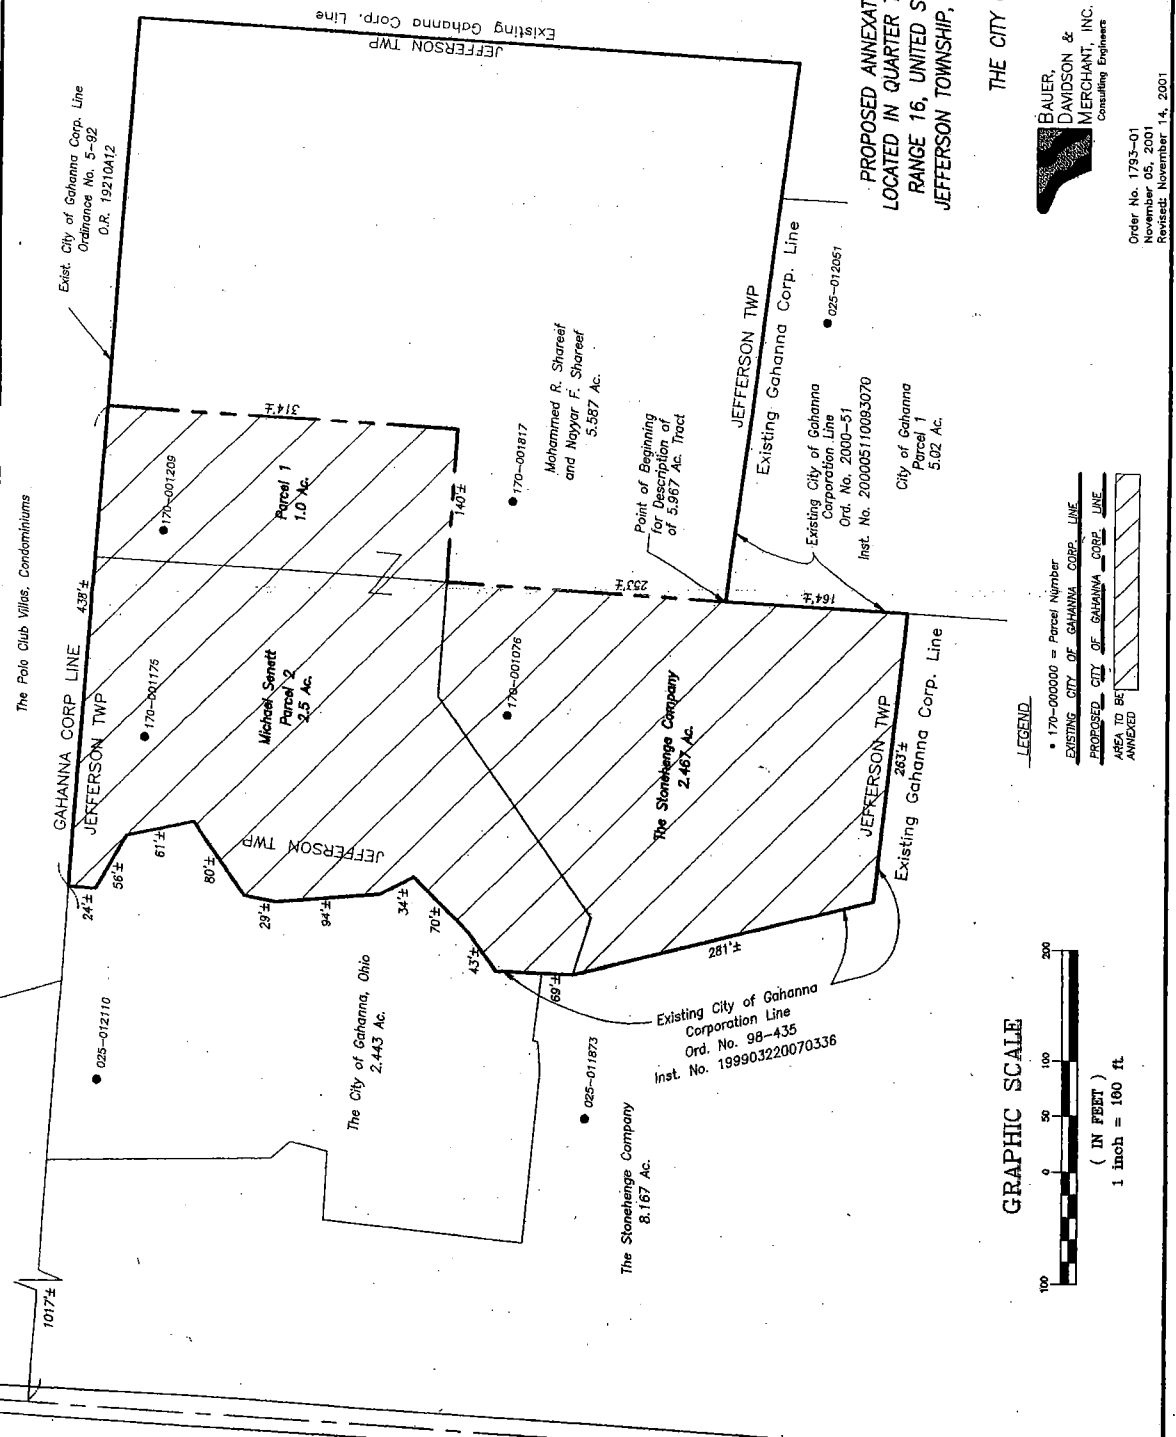 The Polo Club Villas, Condominiums
Exist. City of Gahanna Corp. Line
Ordinance No. 5-92
O.R. 19210A12
Existing Gahanna Corp. Line
JEFFERSON TWP
GAHANNA CORP LINE
JEFFERSON TWP
438'±
1017'±
24'±
56'±
61'±
80'±
29'±
94'±
34'±
70'±
43'±
69'±
281'±
263'±
164'±
253'±
140'±
314'±
JEFFERSON TWP
170-001209
Parcel 1
1.0 Ac.
170-001175
Michael Senett
Parcel 2
2.5 Ac.
170-001076
The Stonehenge Company
2.467 Ac.
170-001817
Mohammed R. Shareef
and Nayyar F. Shareef
5.587 Ac.
Point of Beginning
for Description of
of 5.967 Ac. Tract
JEFFERSON TWP
Existing Gahanna Corp. Line
025-012051
Existing City of Gahanna
Corporation Line
Ord. No. 2000-51
Inst. No. 200005110093070
City of Gahanna
Parcel 1
5.02 Ac.
JEFFERSON TWP
Existing Gahanna Corp. Line
025-012110
The City of Gahanna, Ohio
2.443 Ac.
025-011873
The Stonehenge Company
8.167 Ac.
Existing City of Gahanna
Corporation Line
Ord. No. 98-435
Inst. No. 199903220070336
LEGEND
• 170-000000 = Parcel Number
EXISTING CITY OF GAHANNA CORP. LINE
PROPOSED CITY OF GAHANNA CORP. LINE
AREA TO BE
ANNEXED
GRAPHIC SCALE
100 0 50 100 200
( IN FEET )
1 inch = 100 ft.
PROPOSED ANNEXAT
LOCATED IN QUARTER
RANGE 16, UNITED S
JEFFERSON TOWNSHIP,
THE CITY
BAUER,
DAVIDSON &
MERCHANT, INC.
Consulting Engineers
Order No. 1793-01
November 05, 2001
Revised: November 14, 2001